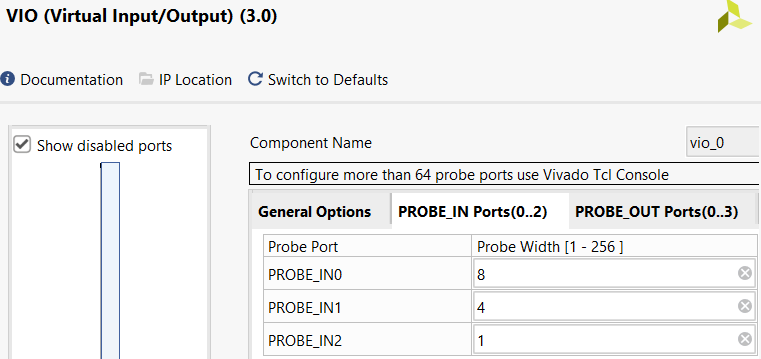 VIO (Virtual Input/Output) (3.0)
Documentation IP Location Switch to Defaults
Show disabled ports
Component Name vio_0
To configure more than 64 probe ports use Vivado Tcl Console
General Options PROBE_IN Ports(0..2) PROBE_OUT Ports(0..3)
Probe Port Probe Width [1 - 256 ]
PROBE_IN0 8
PROBE_IN1 4
PROBE_IN2 1